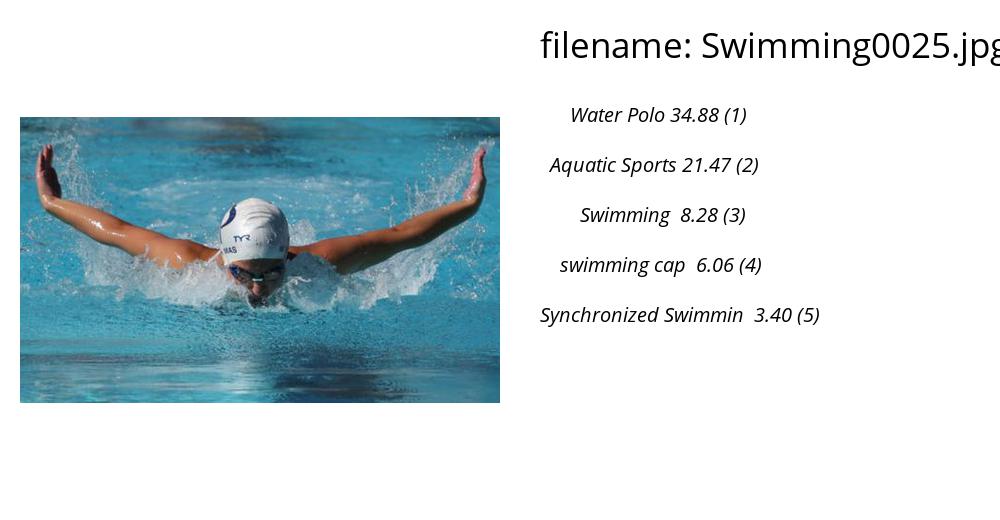 filename: Swimming0025.jpg
Water Polo 34.88 (1)
Aquatic Sports 21.47 (2)
Swimming 8.28 (3)
swimming cap 6.06 (4)
Synchronized Swimmin 3.40 (5)
TYR
MAS